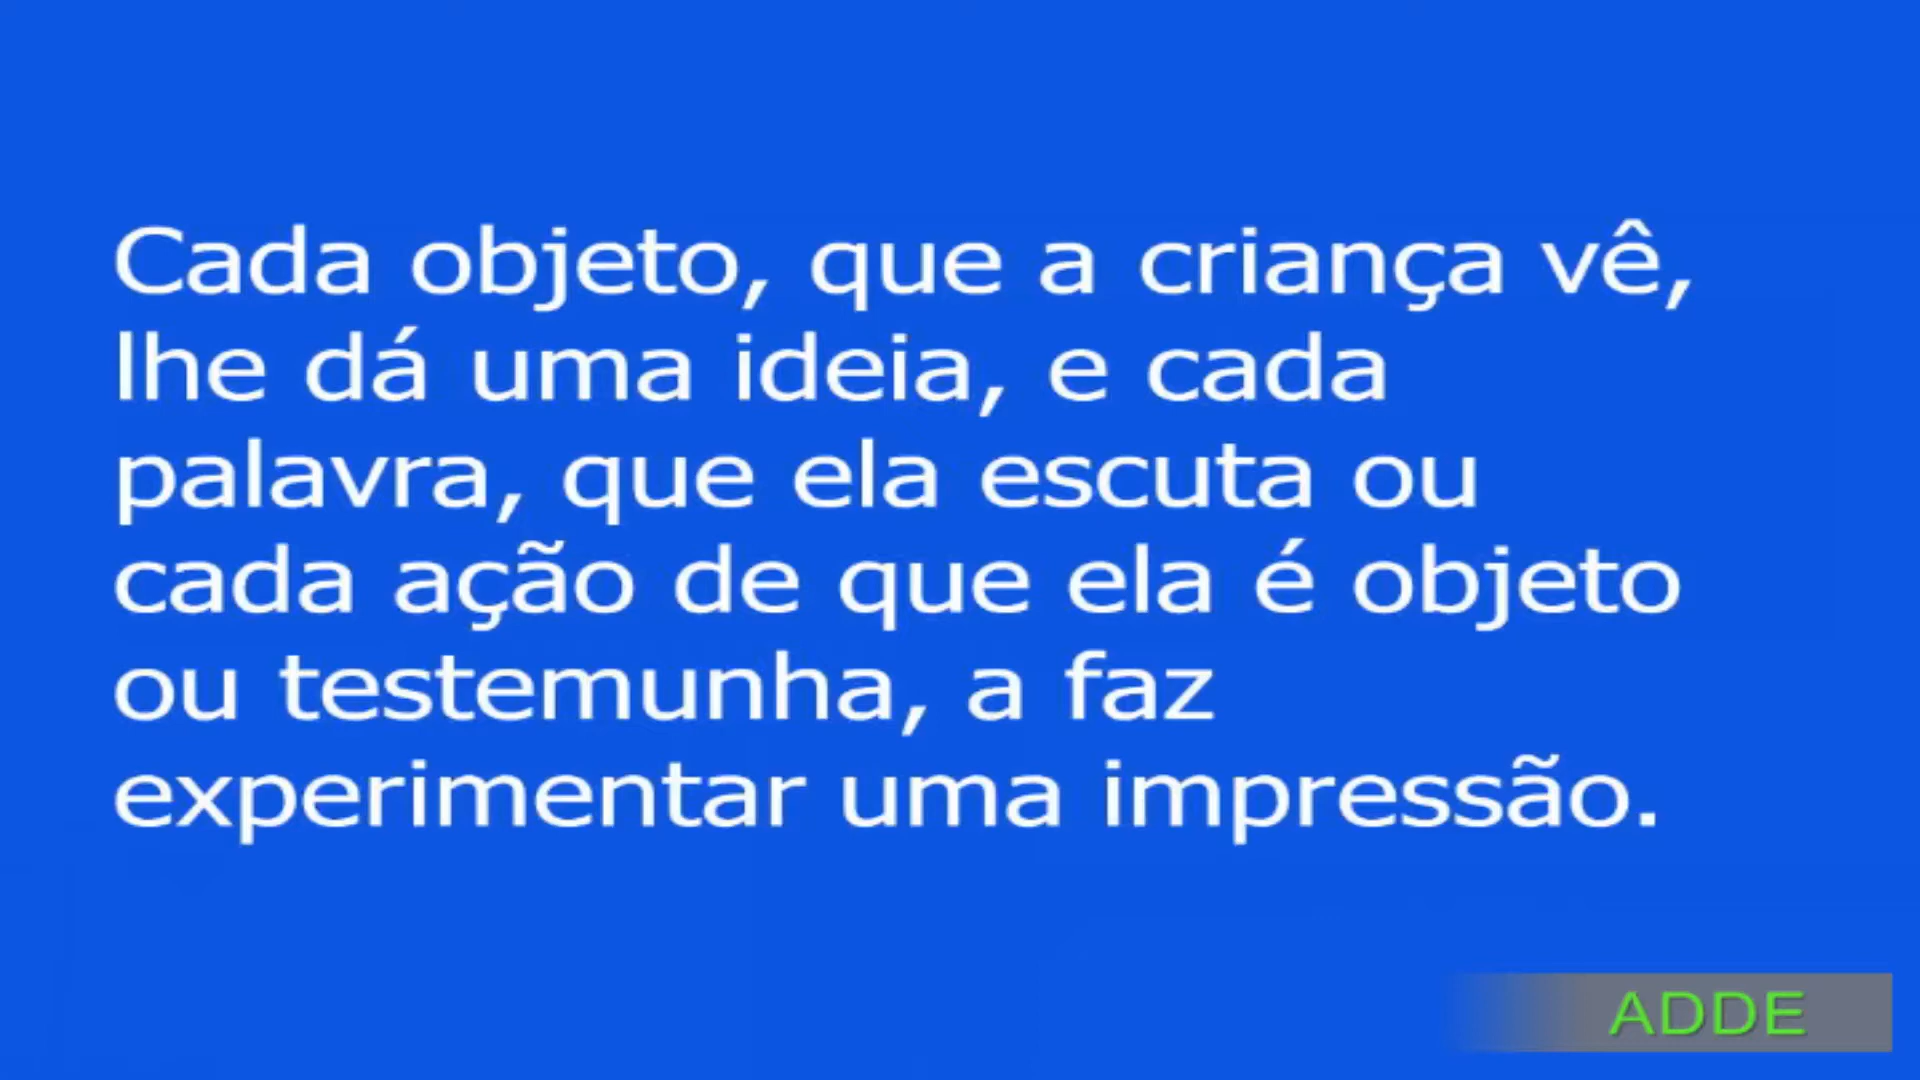 Cada objeto, que a criança vê,
lhe dá uma ideia, e cada
palavra, que ela escuta ou
cada ação de que ela é objeto
ou testemunha, a faz
experimentar uma impressão.
ADDE